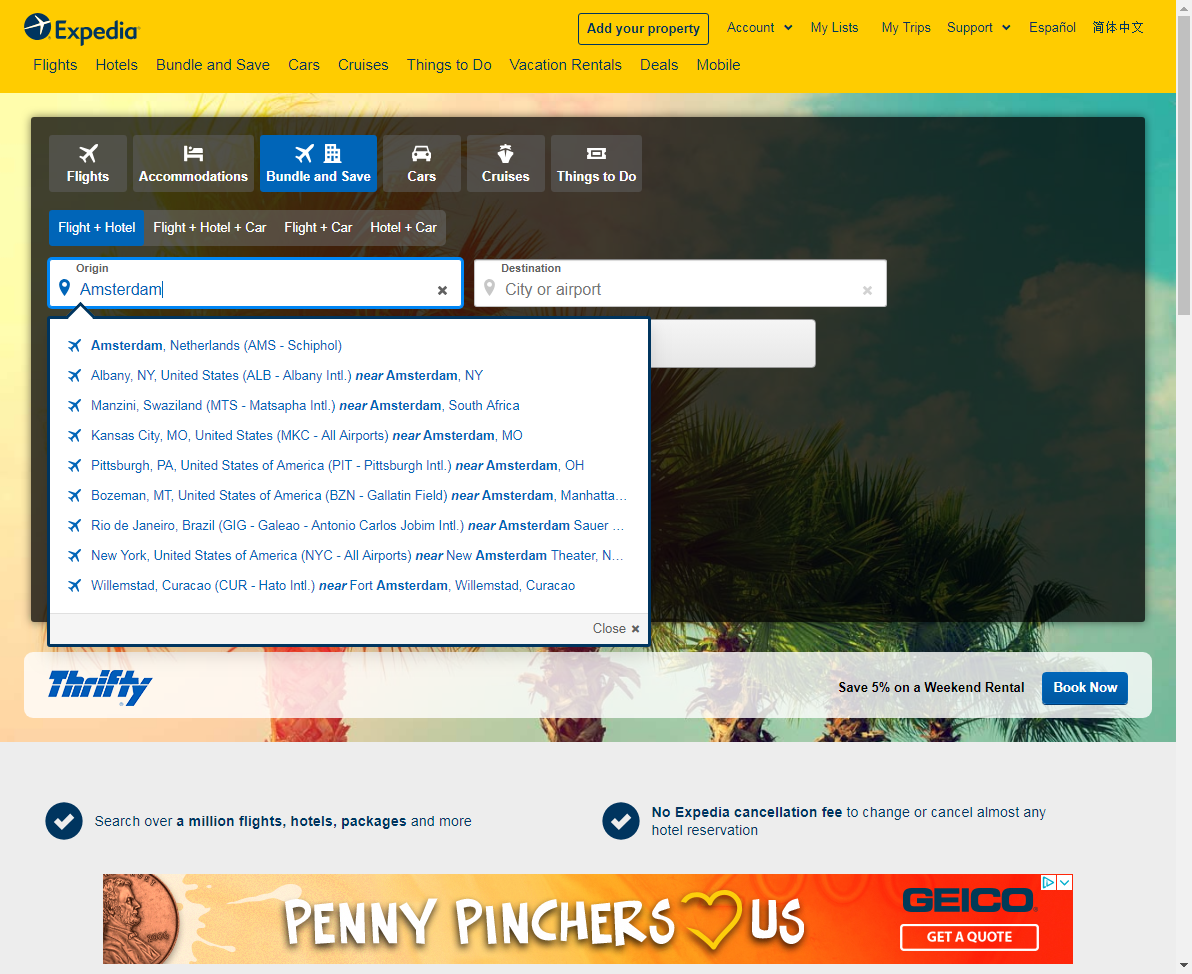 Expedia
Add your property
Account
My Lists
My Trips
Support
Español
简体中文
Flights
Hotels
Bundle and Save
Cars
Cruises
Things to Do
Vacation Rentals
Deals
Mobile
Flights
Accommodations
Bundle and Save
Cars
Cruises
Things to Do
Flight + Hotel
Flight + Hotel + Car
Flight + Car
Hotel + Car
Origin
Amsterdam
Destination
City or airport
Amsterdam, Netherlands (AMS - Schiphol)
Albany, NY, United States (ALB - Albany Intl.) near Amsterdam, NY
Manzini, Swaziland (MTS - Matsapha Intl.) near Amsterdam, South Africa
Kansas City, MO, United States (MKC - All Airports) near Amsterdam, MO
Pittsburgh, PA, United States of America (PIT - Pittsburgh Intl.) near Amsterdam, OH
Bozeman, MT, United States of America (BZN - Gallatin Field) near Amsterdam, Manhatta...
Rio de Janeiro, Brazil (GIG - Galeao - Antonio Carlos Jobim Intl.) near Amsterdam Sauer ...
New York, United States of America (NYC - All Airports) near New Amsterdam Theater, N...
Willemstad, Curacao (CUR - Hato Intl.) near Fort Amsterdam, Willemstad, Curacao
Close
Thrifty
Save 5% on a Weekend Rental
Book Now
Search over a million flights, hotels, packages and more
No Expedia cancellation fee to change or cancel almost any
hotel reservation
PENNY PINCHERS US
GEICO
GET A QUOTE